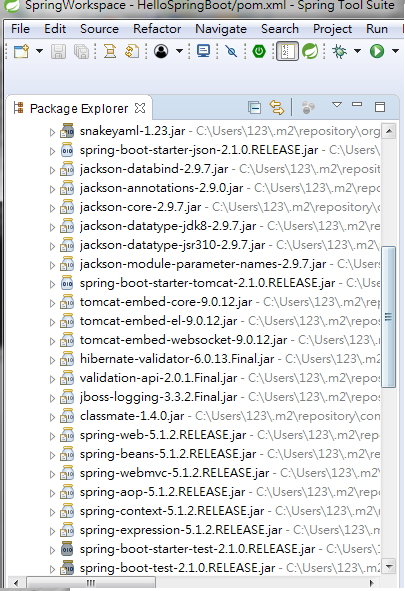 SpringWorkspace - HelloSpringBoot/pom.xml - Spring Tool Suite
File Edit Source Refactor Navigate Search Project Run
Package Explorer
snakeyaml-1.23.jar - C:\Users\123\.m2\repository\org
spring-boot-starter-json-2.1.0.RELEASE.jar - C:\Users\
jackson-databind-2.9.7.jar - C:\Users\123\.m2\reposito
jackson-annotations-2.9.0.jar - C:\Users\123\.m2\repo
jackson-core-2.9.7.jar - C:\Users\123\.m2\repository\c
jackson-datatype-jdk8-2.9.7.jar - C:\Users\123\.m2\re
jackson-datatype-jsr310-2.9.7.jar - C:\Users\123\.m2\
jackson-module-parameter-names-2.9.7.jar - C:\Users
spring-boot-starter-tomcat-2.1.0.RELEASE.jar - C:\User
tomcat-embed-core-9.0.12.jar - C:\Users\123\.m2\rep
tomcat-embed-el-9.0.12.jar - C:\Users\123\.m2\repos
tomcat-embed-websocket-9.0.12.jar - C:\Users\123\.m
hibernate-validator-6.0.13.Final.jar - C:\Users\123\.m2
validation-api-2.0.1.Final.jar - C:\Users\123\.m2\repos
jboss-logging-3.3.2.Final.jar - C:\Users\123\.m2\repos
classmate-1.4.0.jar - C:\Users\123\.m2\repository\com
spring-web-5.1.2.RELEASE.jar - C:\Users\123\.m2\rep
spring-beans-5.1.2.RELEASE.jar - C:\Users\123\.m2\re
spring-webmvc-5.1.2.RELEASE.jar - C:\Users\123\.m2\
spring-aop-5.1.2.RELEASE.jar - C:\Users\123\.m2\repo
spring-context-5.1.2.RELEASE.jar - C:\Users\123\.m2\r
spring-expression-5.1.2.RELEASE.jar - C:\Users\123\.m
spring-boot-starter-test-2.1.0.RELEASE.jar - C:\Users\1
spring-boot-test-2.1.0.RELEASE.jar - C:\Users\123\.m2